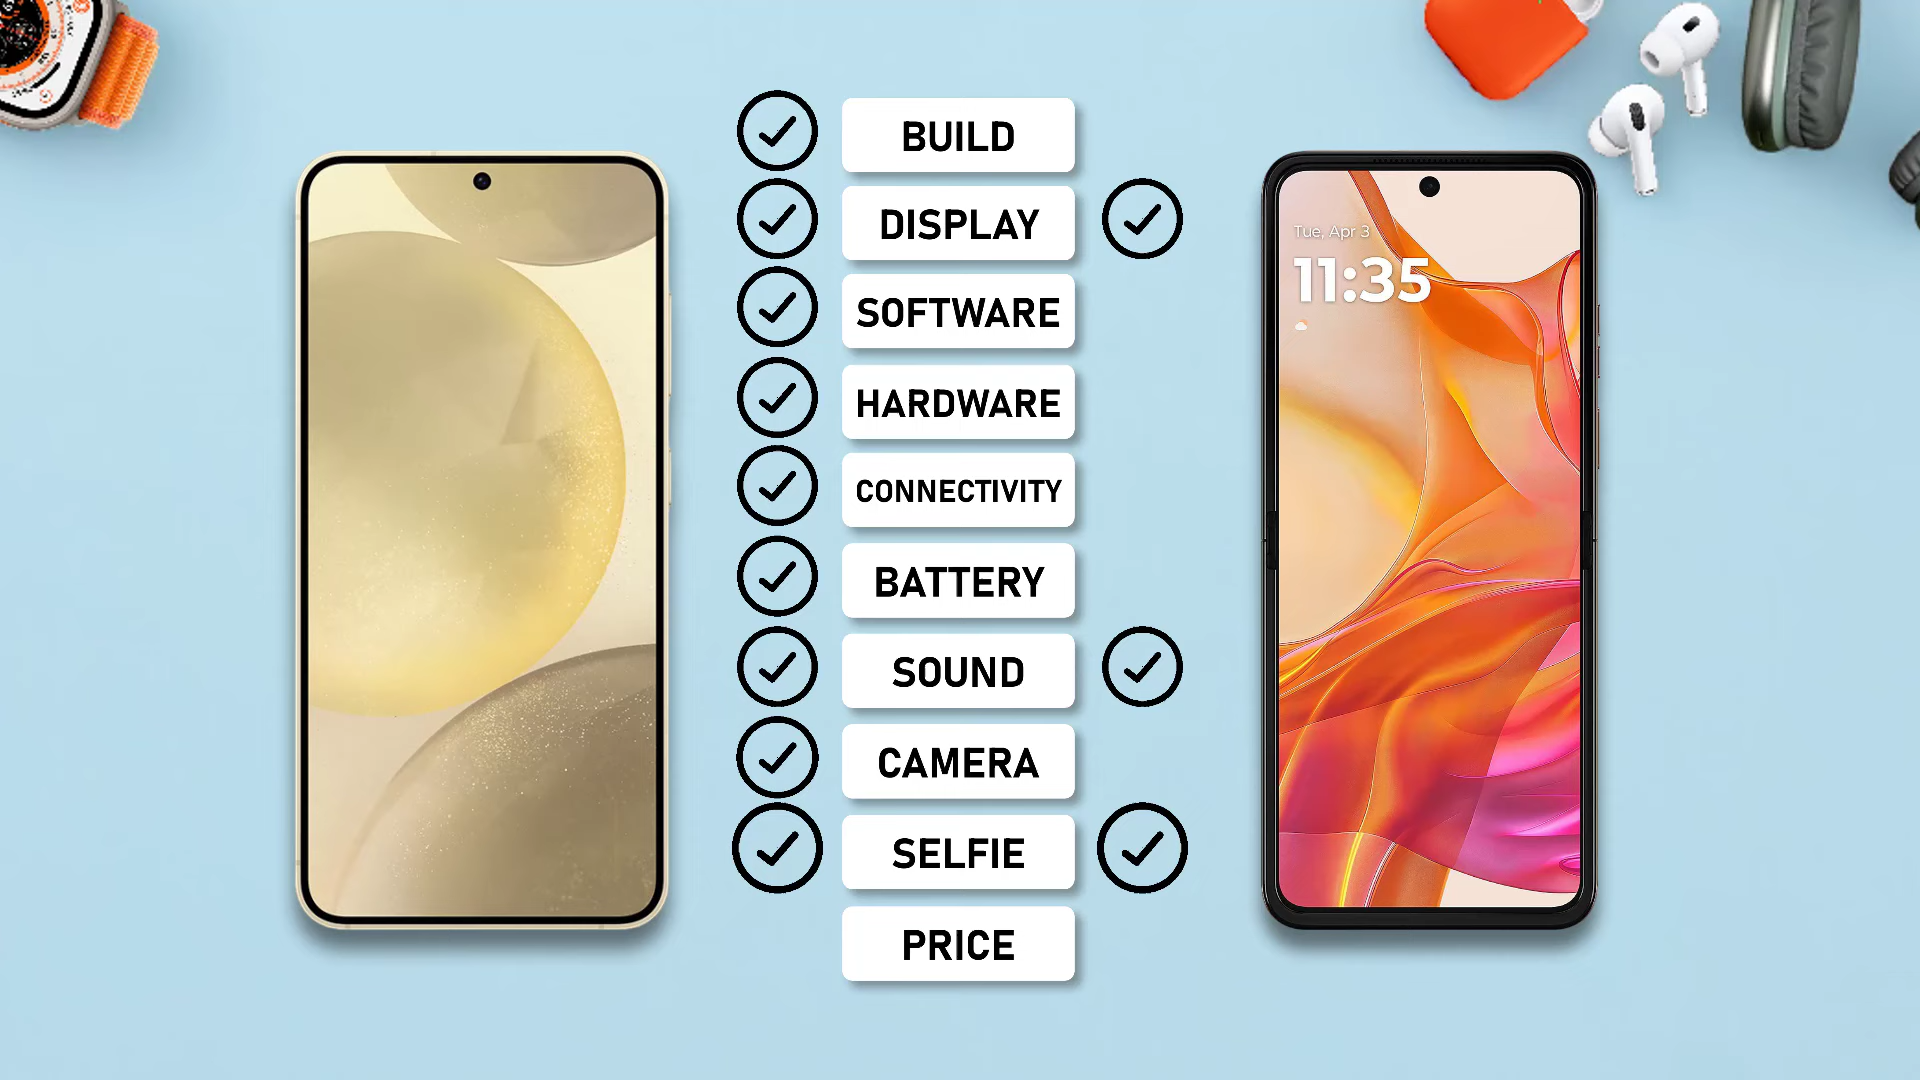 BUILD
DISPLAY
SOFTWARE
HARDWARE
CONNECTIVITY
BATTERY
SOUND
CAMERA
SELFIE
PRICE
Tue, Apr 3
11:35